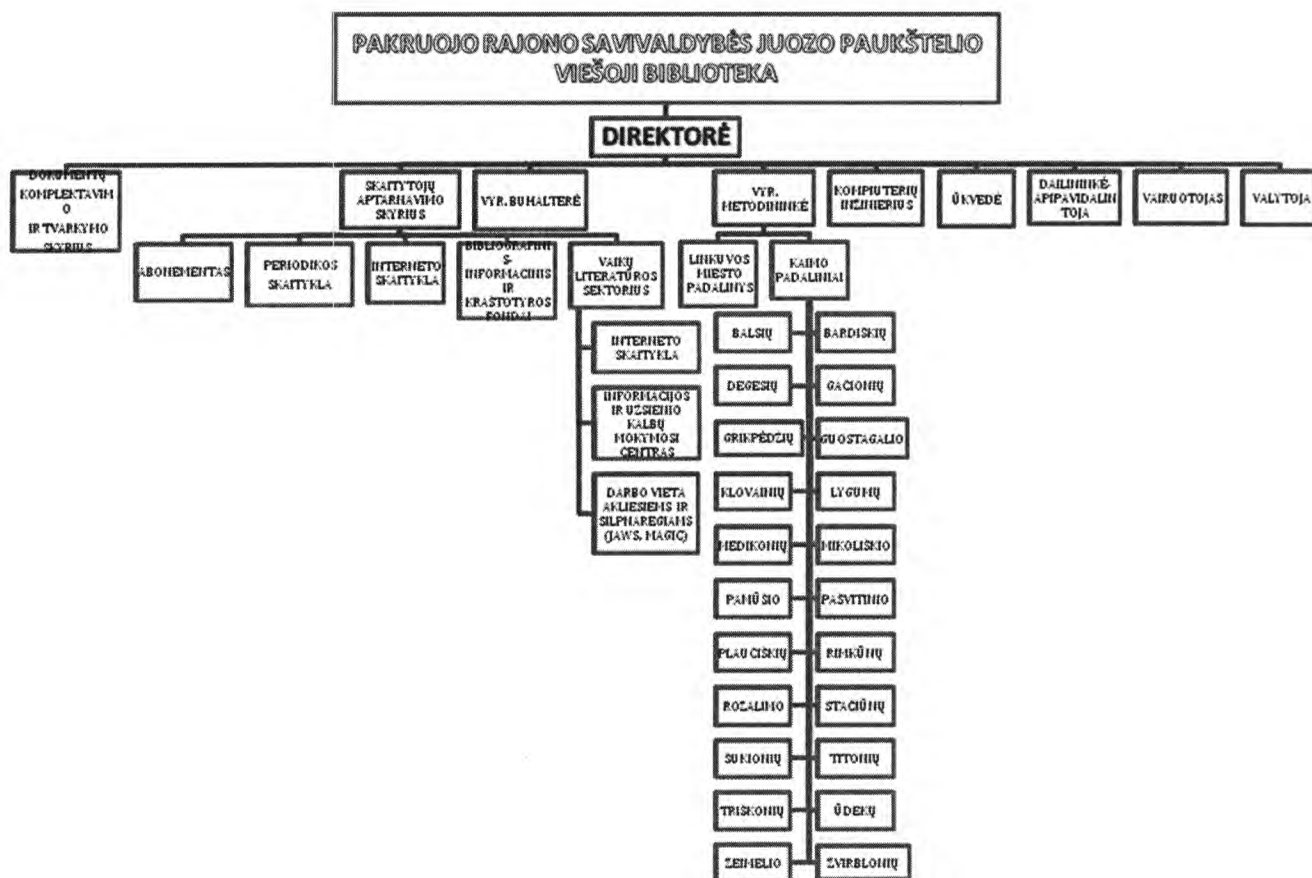 PAKRUOJO RAJONO SAVIVALDYBĖS JUOZO PAUKŠTELIO
VIEŠOJI BIBLIOTEKA
DIREKTORĖ
DOKUMENTŲ
KOMPLEKTAVIM
O
IR TVARKYMO
SKYRIUS
SKAITYTOJŲ
APTARNAVIMO
SKYRIUS
VYR. BUHALTERĖ
VYR.
METODININKĖ
KOMPIUTERIŲ
INŽINIERIUS
ŪKVEDĖ
DAILININKĖ-
APIPAVIDALIN
TOJA
VAIRUOTOJAS
VALYTOJA
ABONEMENTAS
PERIODIKOS
SKAITYKLA
INTERNETO
SKAITYKLA
BIBLIOGRAFINI
S-
INFORMACINIS
IR
KRAŠTOTYROS
FONDAI
VAIKŲ
LITERATŪROS
SEKTORIUS
LINKUVOS
MIESTO
PADALINYS
KAIMO
PADALINIAI
INTERNETO
SKAITYKLA
INFORMACIJOS
IR UŽSIENIO
KALBŲ
MOKYMOSI
CENTRAS
DARBO VIETA
AKLIESIEMS IR
SILPNAREGIAMS
(JAWS, MAGIC)
BALSIŲ
BARDIŠKIŲ
DEGESIŲ
GAČIONIŲ
GRIKPĖDŽIŲ
GUOSTAGALIO
KLOVAINIŲ
LYGUMŲ
MEDIKONIŲ
MIKOLIŠKIO
PAMŪŠIO
PAŠVITINIO
PLAUČIŠKIŲ
RIMKŪNŲ
ROZALIMO
STAČIŪNŲ
SUKIONIŲ
TITONIŲ
TRIŠKONIŲ
ŪDEKŲ
ŽEIMELIO
ŽVIRBLONIŲ